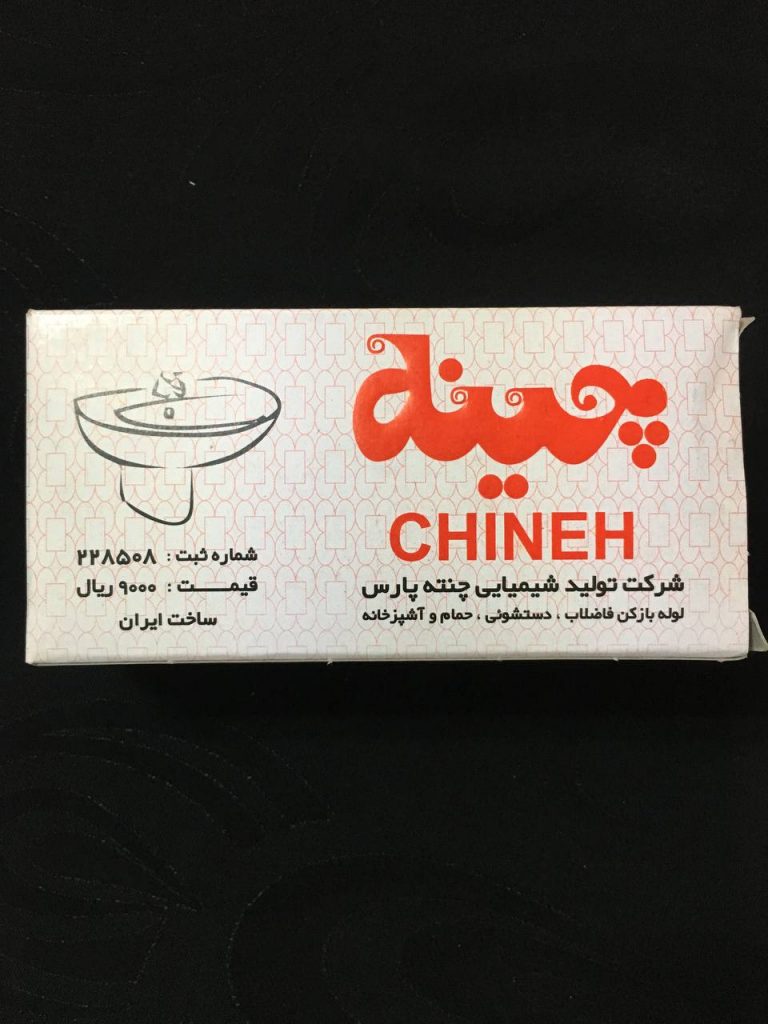 چینه
CHINEH
شرکت تولید شیمیایی چنته پارس
لوله بازکن فاضلاب ، دستشوئی ، حمام و آشپزخانه
شماره ثبت : ۲۲۸۵۰۸
قیمـــت : ۹۰۰۰ ریال
ساخت ایران